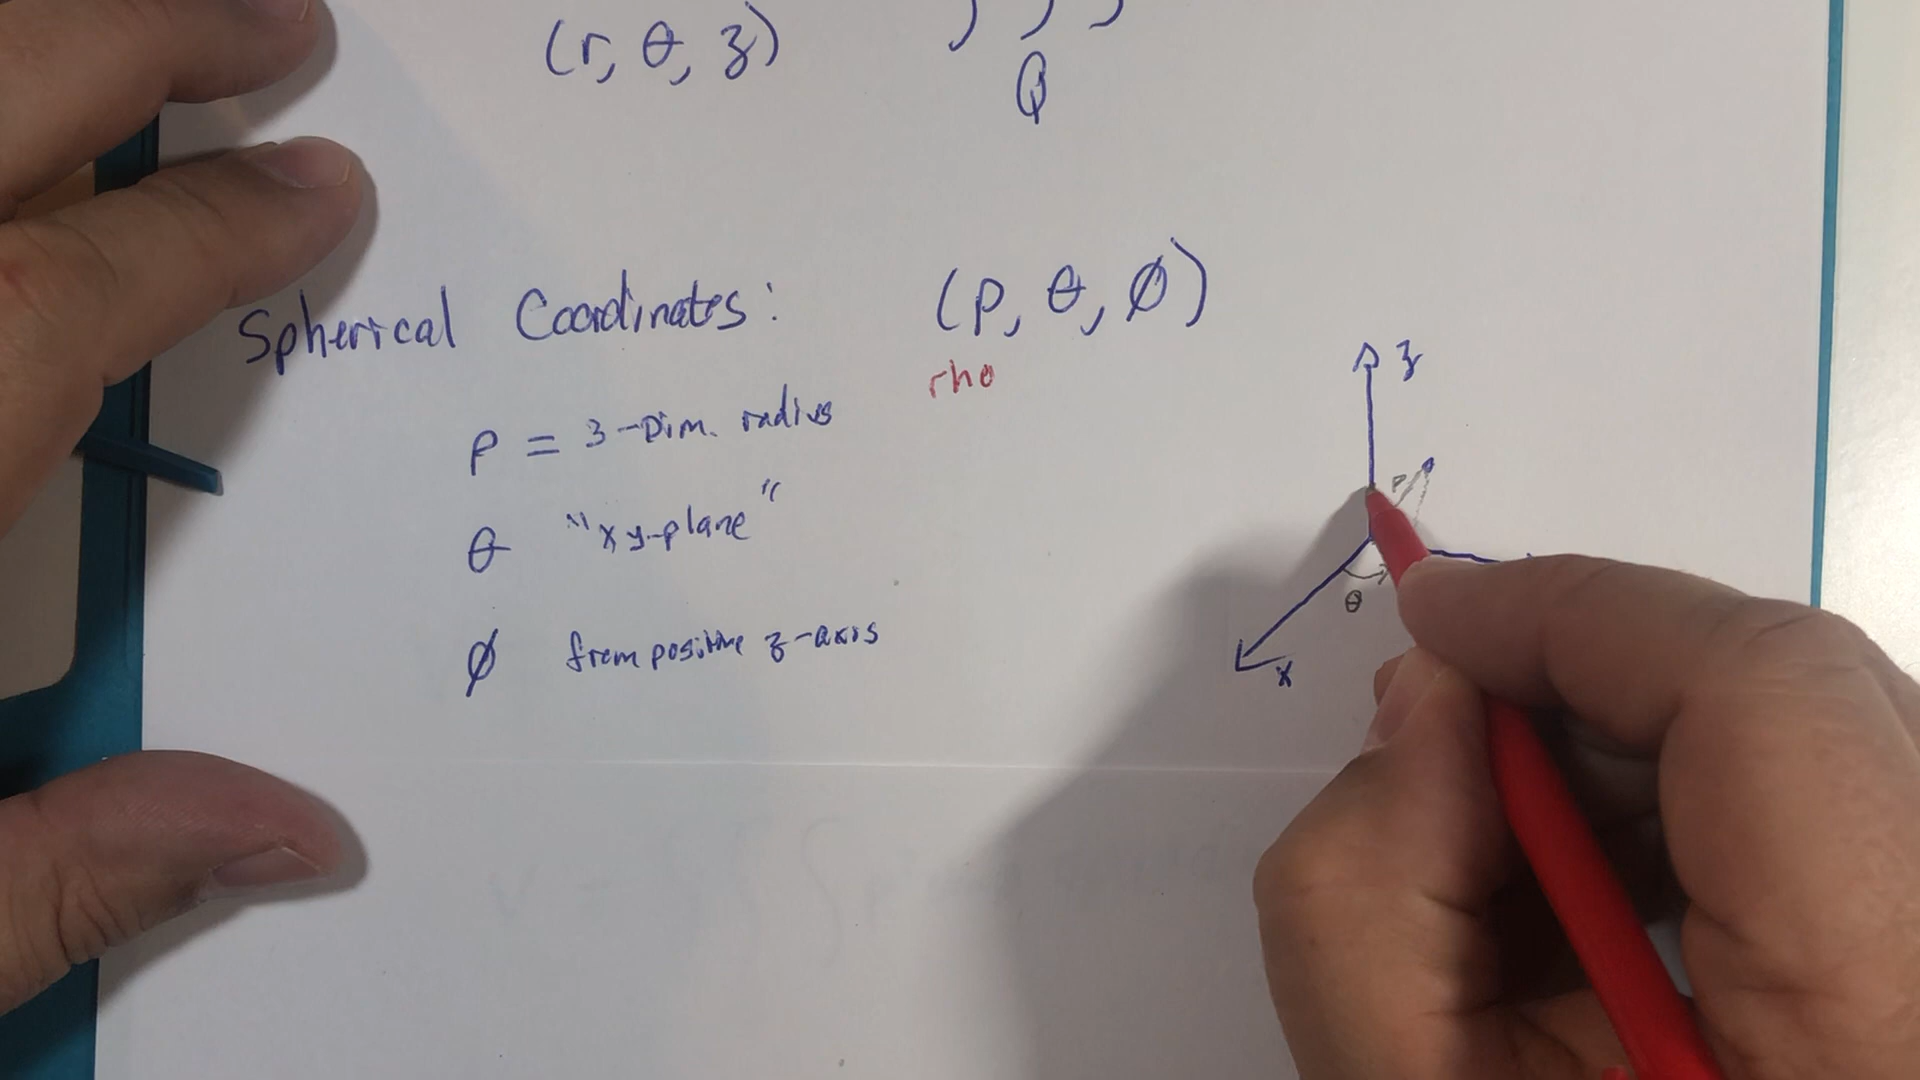 (r, θ, z)
Q
Spherical Coordinates: (ρ, θ, ϕ)
rho
ρ = 3-Dim. radius
θ "xy-plane"
ϕ from positive z-axis
z
ρ
θ
x